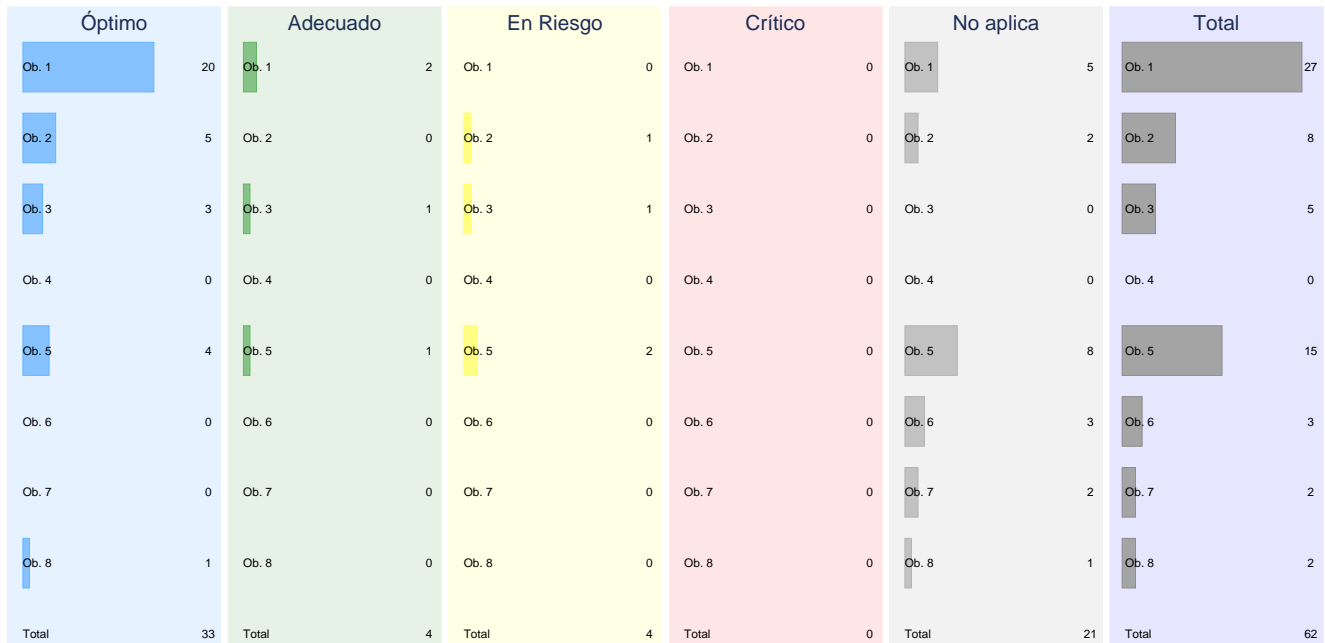 Óptimo Adecuado En Riesgo Crítico No aplica Total
Ob. 1 20 Ob. 1 2 Ob. 1 0 Ob. 1 0 Ob. 1 5 Ob. 1 27
Ob. 2 5 Ob. 2 0 Ob. 2 1 Ob. 2 0 Ob. 2 2 Ob. 2 8
Ob. 3 3 Ob. 3 1 Ob. 3 1 Ob. 3 0 Ob. 3 0 Ob. 3 5
Ob. 4 0 Ob. 4 0 Ob. 4 0 Ob. 4 0 Ob. 4 0 Ob. 4 0
Ob. 5 4 Ob. 5 1 Ob. 5 2 Ob. 5 0 Ob. 5 8 Ob. 5 15
Ob. 6 0 Ob. 6 0 Ob. 6 0 Ob. 6 0 Ob. 6 3 Ob. 6 3
Ob. 7 0 Ob. 7 0 Ob. 7 0 Ob. 7 0 Ob. 7 2 Ob. 7 2
Ob. 8 1 Ob. 8 0 Ob. 8 0 Ob. 8 0 Ob. 8 1 Ob. 8 2
Total 33 Total 4 Total 4 Total 0 Total 21 Total 62